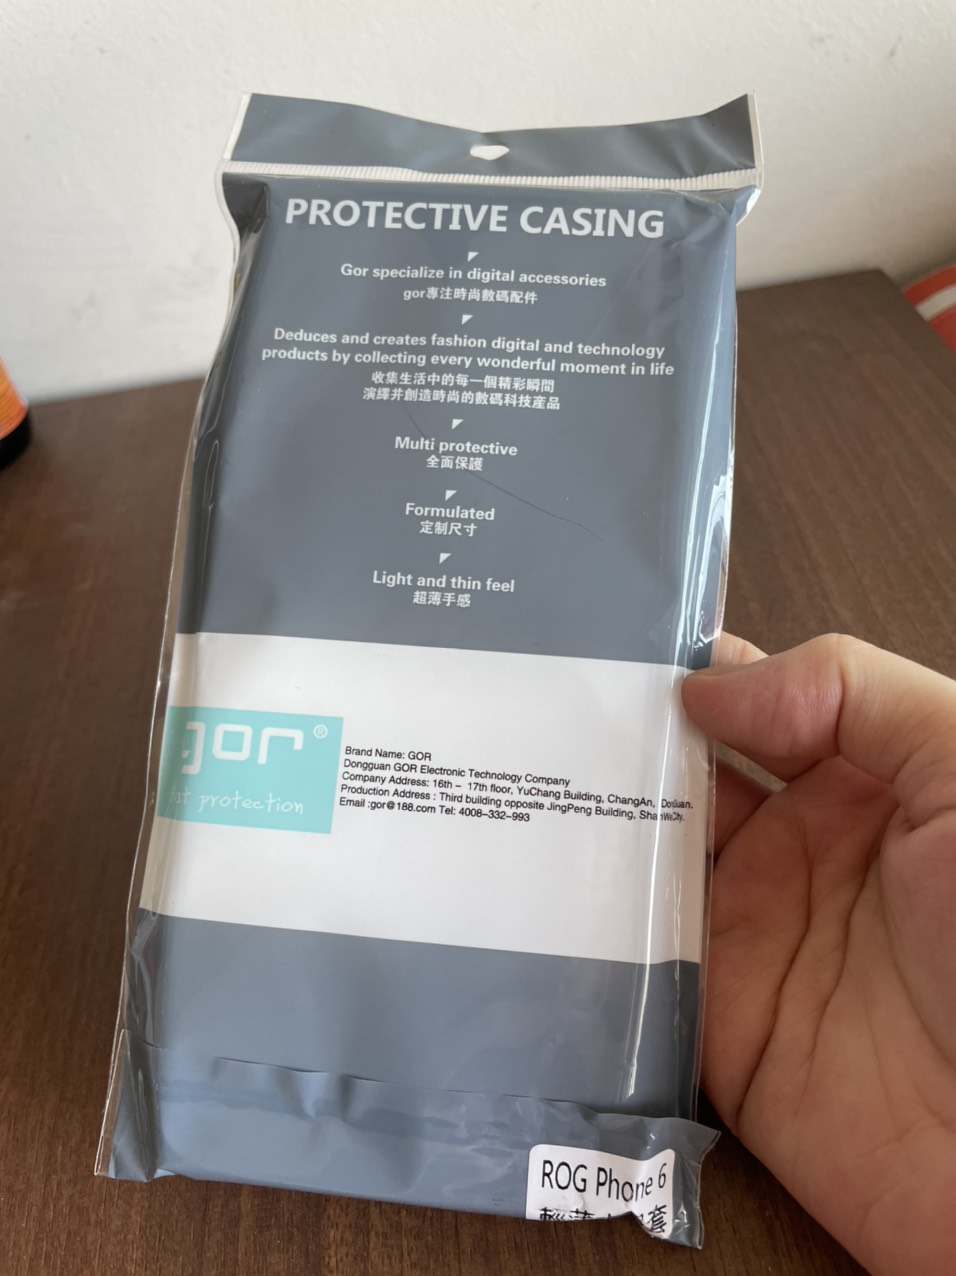 PROTECTIVE CASING
Gor specialize in digital accessories
gor專注時尚數碼配件
Deduces and creates fashion digital and technology
products by collecting every wonderful moment in life
收集生活中的每一個精彩瞬間
演繹并創造時尚的數碼科技産品
Multi protective
全面保護
Formulated
定制尺寸
Light and thin feel
超薄手感
gor®
protection
Brand Name: GOR
Dongguan GOR Electronic Technology Company
Company Address: 16th - 17th floor, YuChang Building, ChangAn, DonGuan.
Production Address : Third building opposite JingPeng Building, ShanWeiCity.
Email :gor@188.com Tel: 4008-332-993
ROG Phone 6
輕薄 套